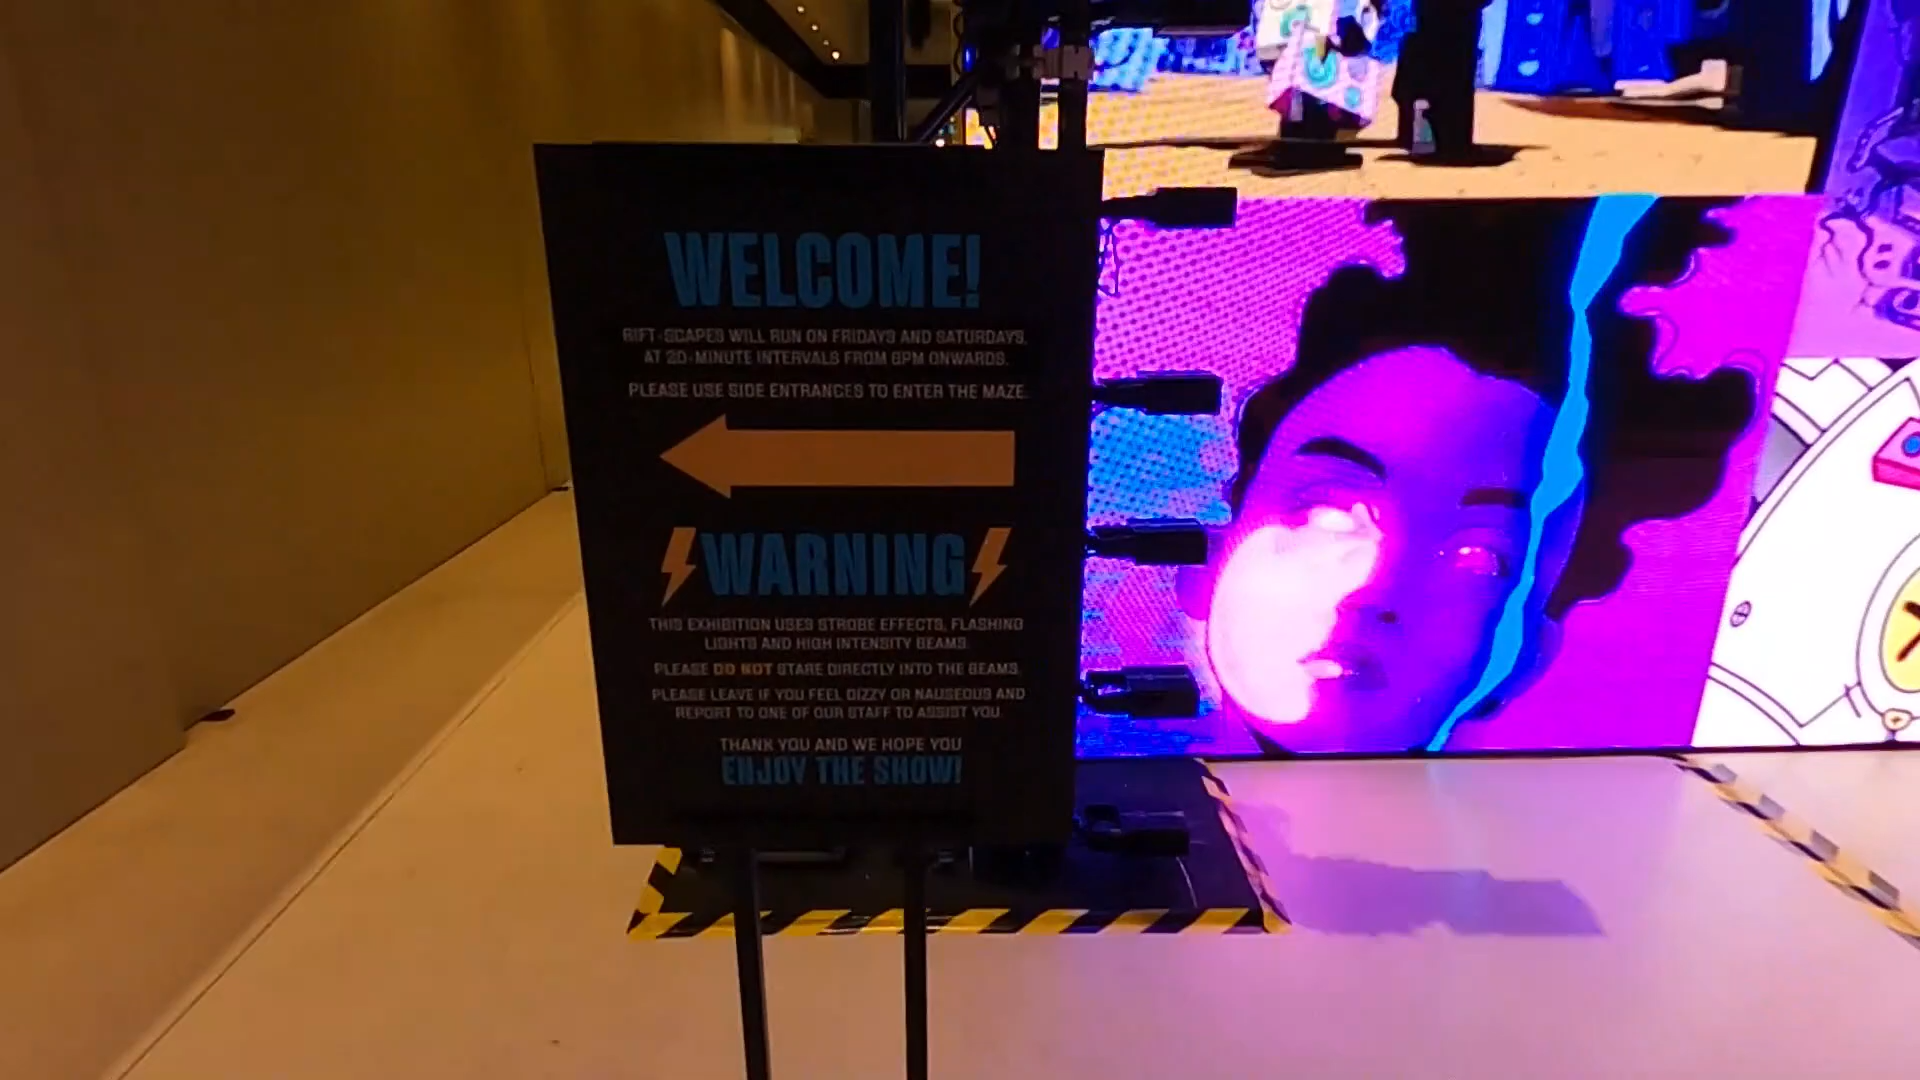 WELCOME!
RIFT-SCAPES WILL RUN ON FRIDAYS AND SATURDAYS,
AT 20-MINUTE INTERVALS FROM 6PM ONWARDS.
PLEASE USE SIDE ENTRANCES TO ENTER THE MAZE.
WARNING
THIS EXHIBITION USES STROBE EFFECTS, FLASHING
LIGHTS AND HIGH INTENSITY BEAMS.
PLEASE DO NOT STARE DIRECTLY INTO THE BEAMS.
PLEASE LEAVE IF YOU FEEL DIZZY OR NAUSEOUS AND
REPORT TO ONE OF OUR STAFF TO ASSIST YOU.
THANK YOU AND WE HOPE YOU
ENJOY THE SHOW!